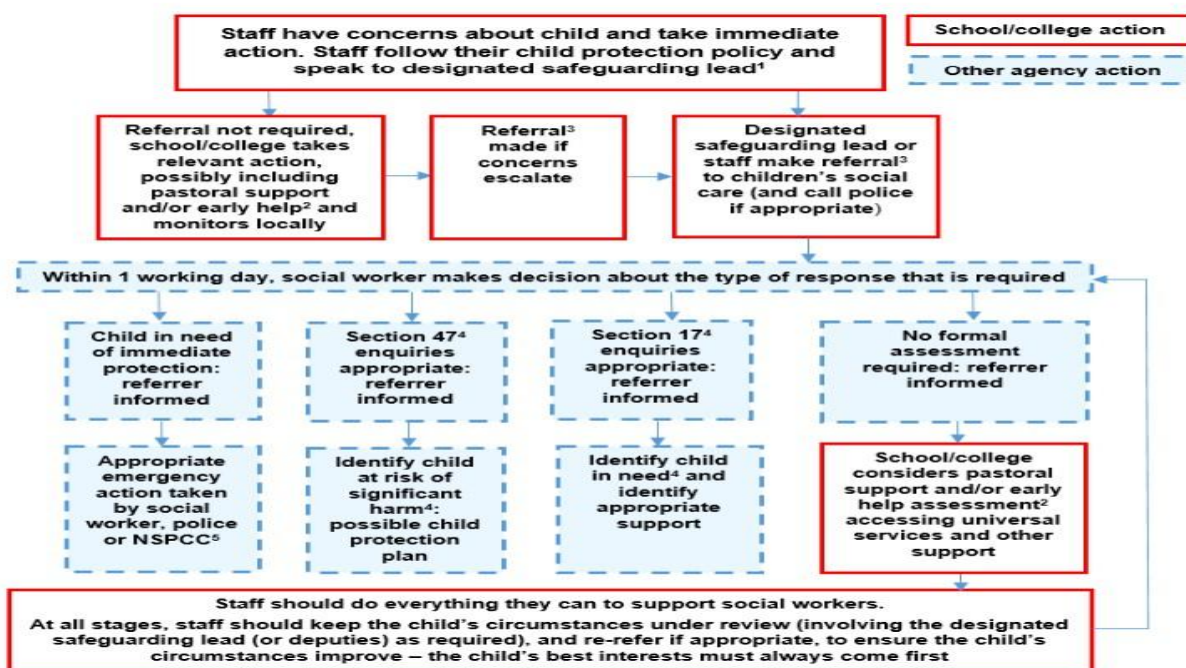 Staff have concerns about child and take immediate
action. Staff follow their child protection policy and
speak to designated safeguarding lead¹
School/college action
Other agency action
Referral not required,
school/college takes
relevant action,
possibly including
pastoral support
and/or early help² and
monitors locally
Referral³
made if
concerns
escalate
Designated
safeguarding lead or
staff make referral³
to children’s social
care (and call police
if appropriate)
Within 1 working day, social worker makes decision about the type of response that is required
Child in need
of immediate
protection:
referrer
informed
Section 47⁴
enquiries
appropriate:
referrer
informed
Section 17⁴
enquiries
appropriate:
referrer
informed
No formal
assessment
required: referrer
informed
Appropriate
emergency
action taken
by social
worker, police
or NSPCC⁵
Identify child
at risk of
significant
harm⁴:
possible child
protection
plan
Identify child
in need⁴ and
identify
appropriate
support
School/college
considers pastoral
support and/or early
help assessment²
accessing universal
services and other
support
Staff should do everything they can to support social workers.
At all stages, staff should keep the child’s circumstances under review (involving the designated
safeguarding lead (or deputies) as required), and re-refer if appropriate, to ensure the child’s
circumstances improve – the child’s best interests must always come first